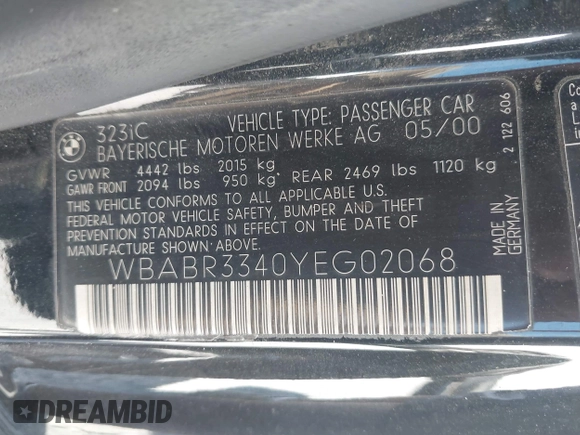 323iC VEHICLE TYPE: PASSENGER CAR
BAYERISCHE MOTOREN WERKE AG 05/00
GVWR 4442 lbs 2015 kg
GAWR FRONT 2094 lbs 950 kg REAR 2469 lbs 1120 kg
THIS VEHICLE CONFORMS TO ALL APPLICABLE U.S.
FEDERAL MOTOR VEHICLE SAFETY, BUMPER AND THEFT
PREVENTION STANDARDS IN EFFECT ON THE DATE OF
MANUFACTURE SHOWN ABOVE.
WBABR3340YEG02068
2 122 606
MADE IN
GERMANY
BMW
DREAMBID